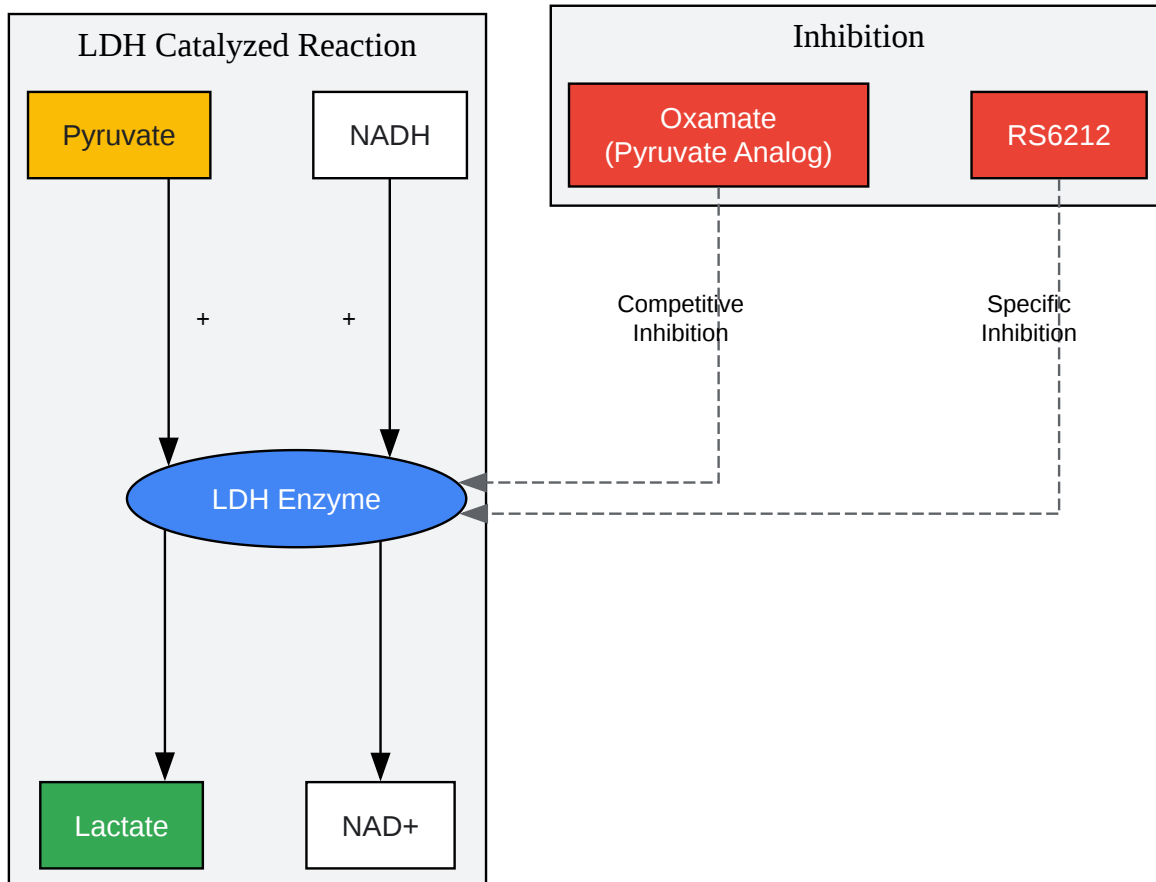 LDH Catalyzed Reaction
Pyruvate
NADH
+
+
LDH Enzyme
Lactate
NAD+
Inhibition
Oxamate
(Pyruvate Analog)
RS6212
Competitive
Inhibition
Specific
Inhibition